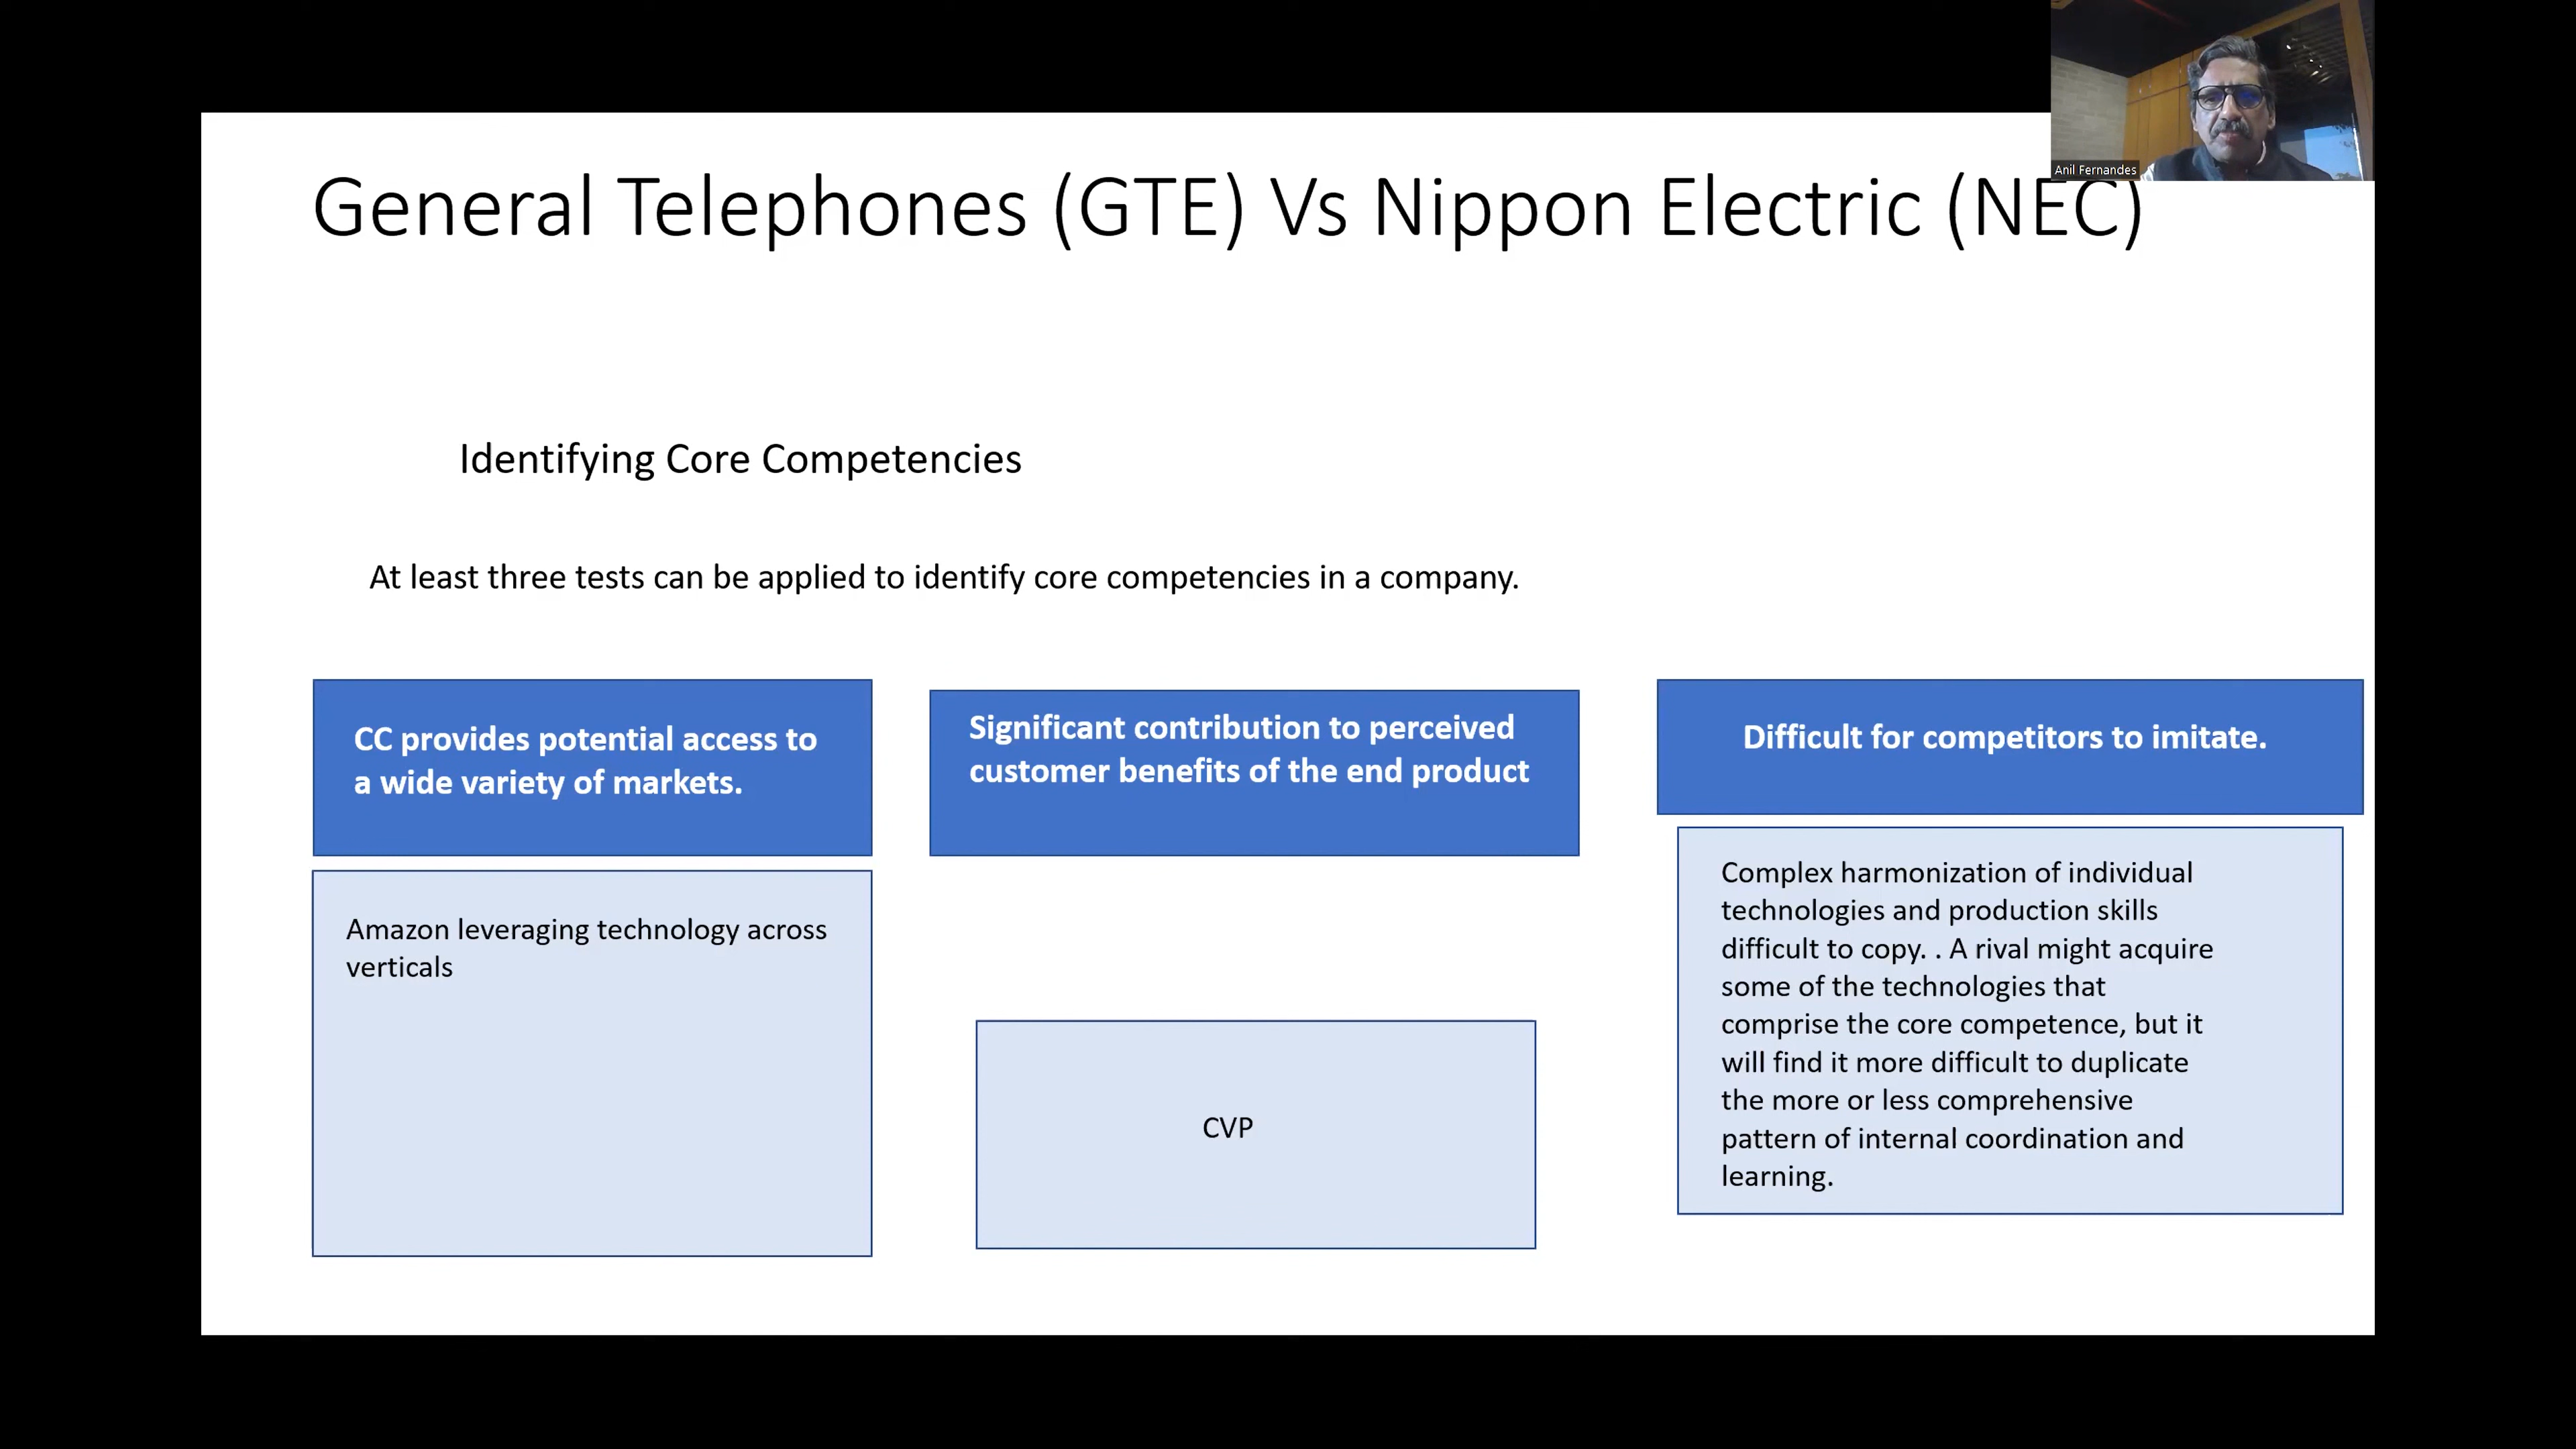 Anil Fernandes
General Telephones (GTE) Vs Nippon Electric (NEC)
Identifying Core Competencies
At least three tests can be applied to identify core competencies in a company.
CC provides potential access to
a wide variety of markets.
Amazon leveraging technology across
verticals
Significant contribution to perceived
customer benefits of the end product
CVP
Difficult for competitors to imitate.
Complex harmonization of individual
technologies and production skills
difficult to copy. . A rival might acquire
some of the technologies that
comprise the core competence, but it
will find it more difficult to duplicate
the more or less comprehensive
pattern of internal coordination and
learning.